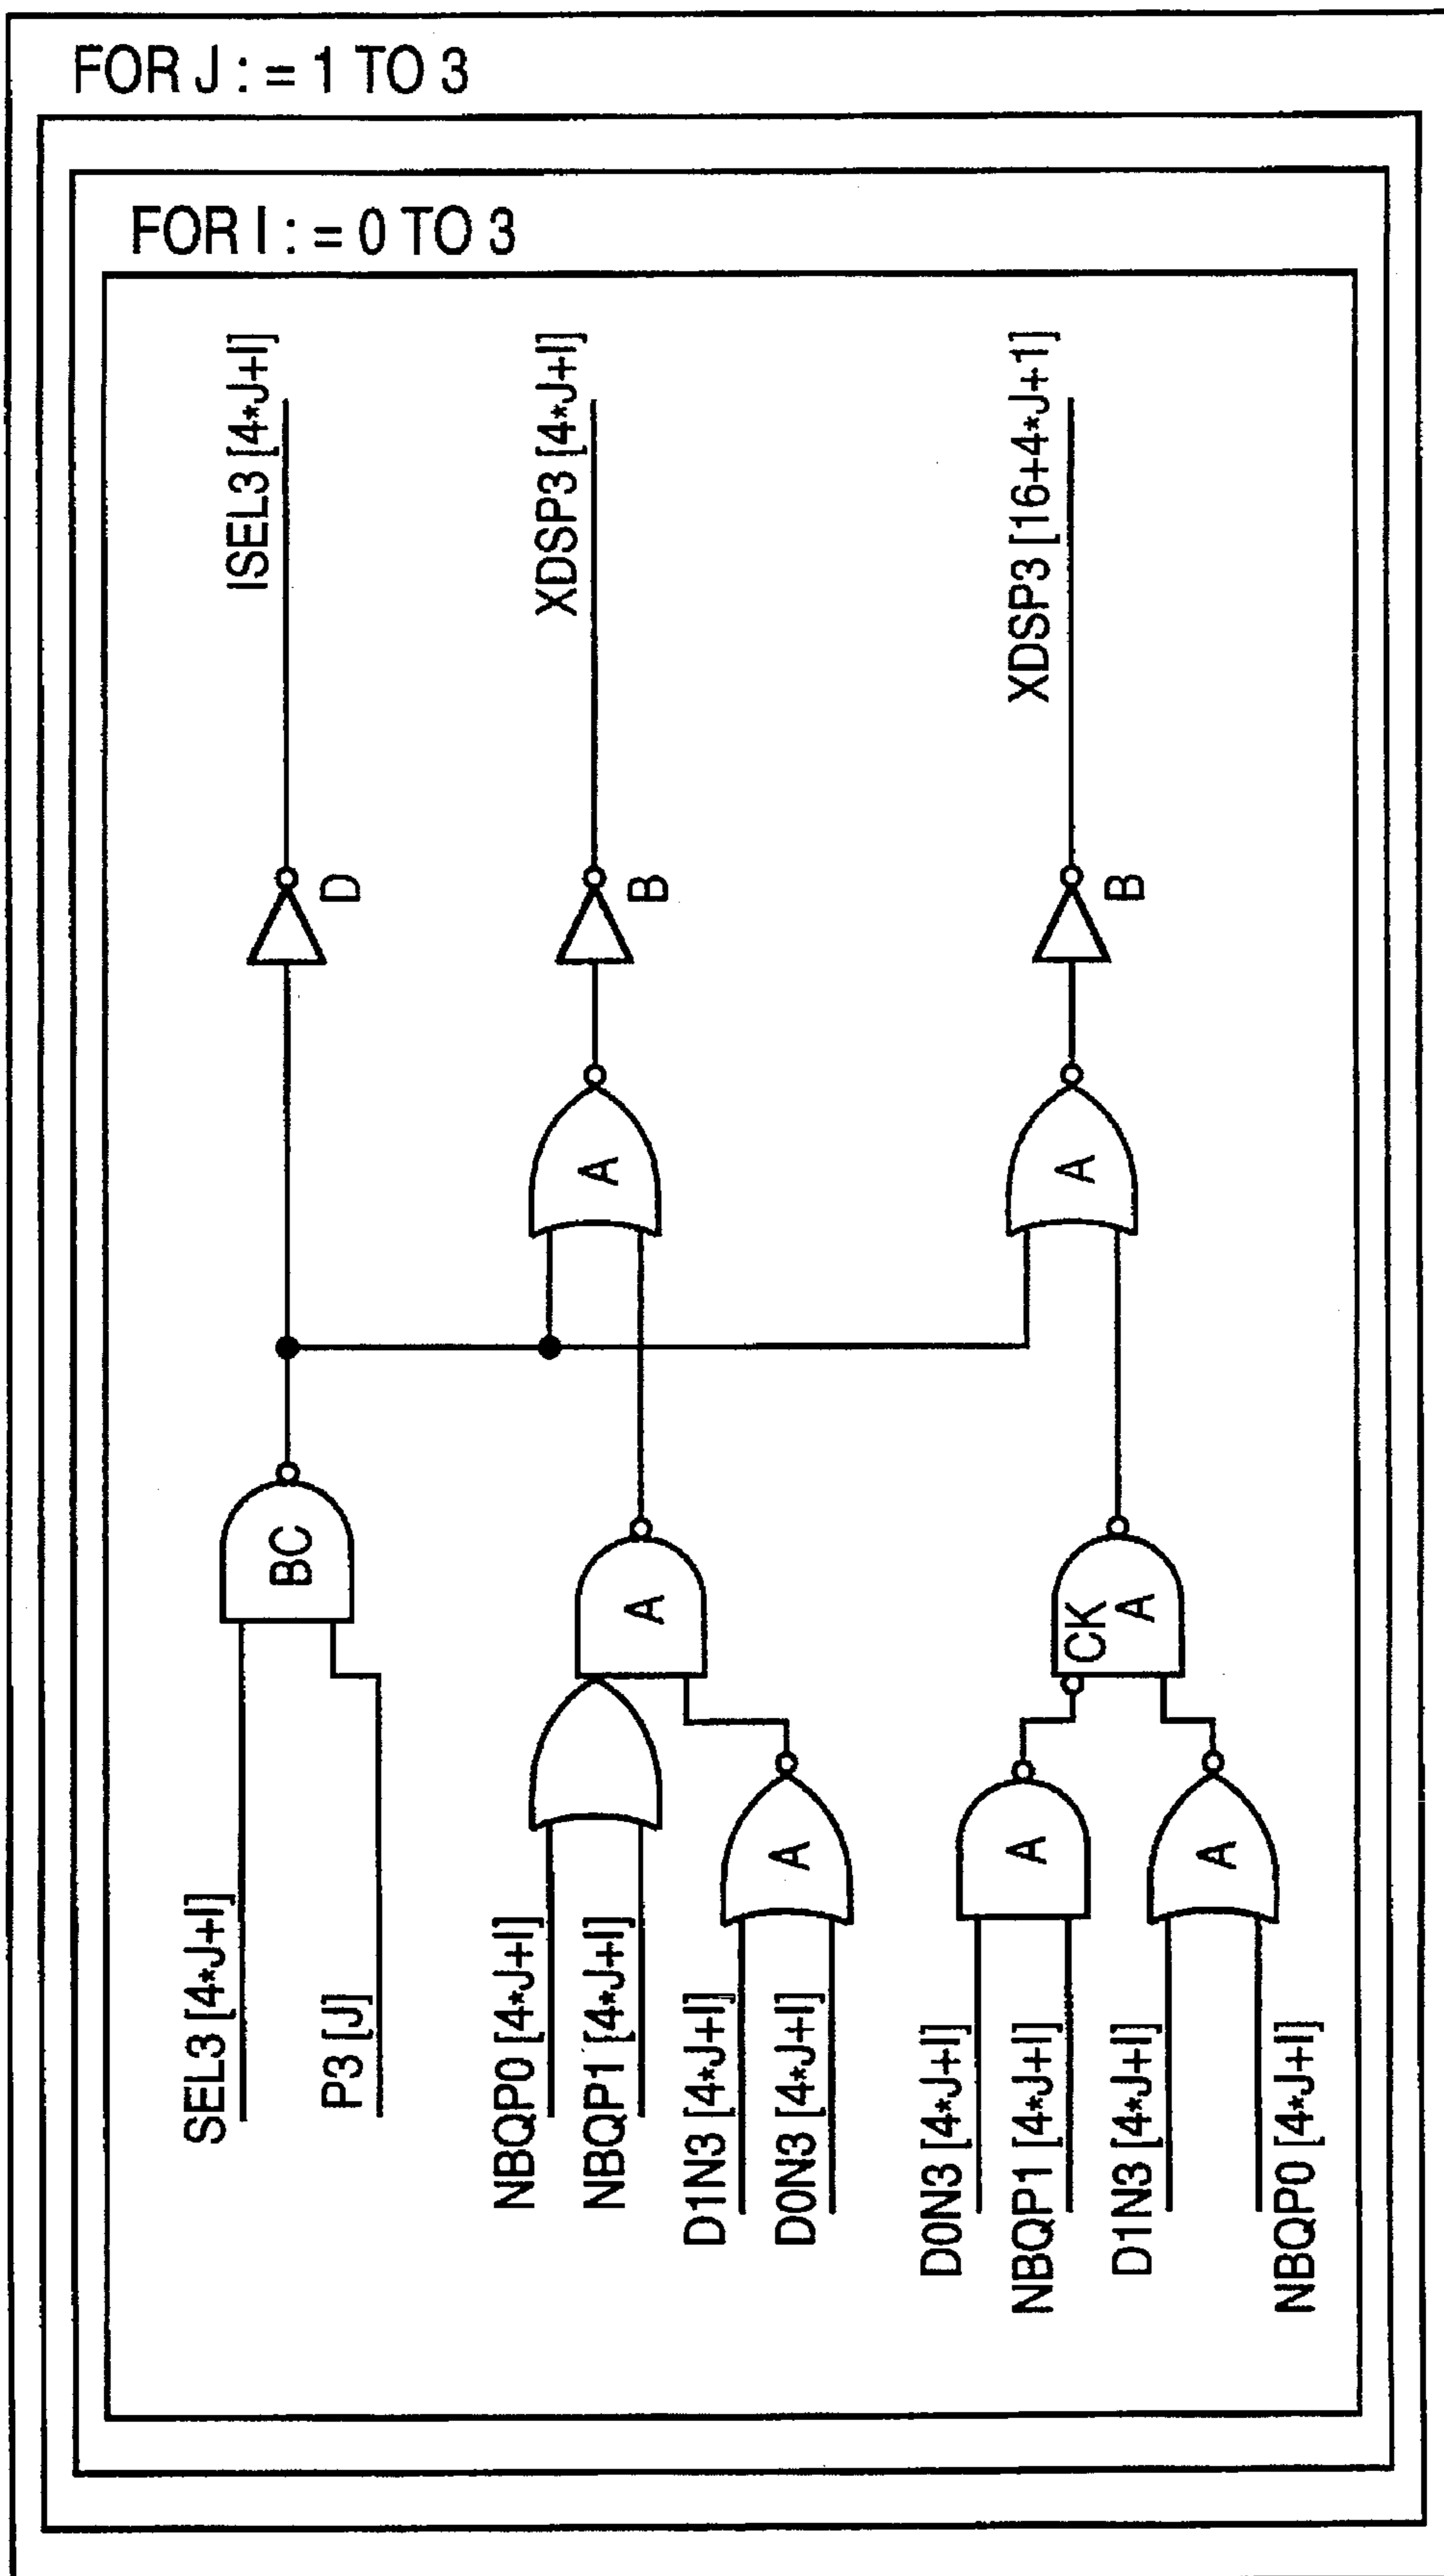 FOR J : = 1 TO 3
FOR I : = 0 TO 3
ISEL3 [4*J+I]
XDSP3 [4*J+I]
XDSP3 [16+4*J+1]
D
B
B
A
A
BC
A
CK
A
A
A
A
SEL3 [4*J+I]
P3 [J]
NBQP0 [4*J+I]
NBQP1 [4*J+I]
D1N3 [4*J+I]
D0N3 [4*J+I]
D0N3 [4*J+I]
NBQP1 [4*J+I]
D1N3 [4*J+I]
NBQP0 [4*J+I]